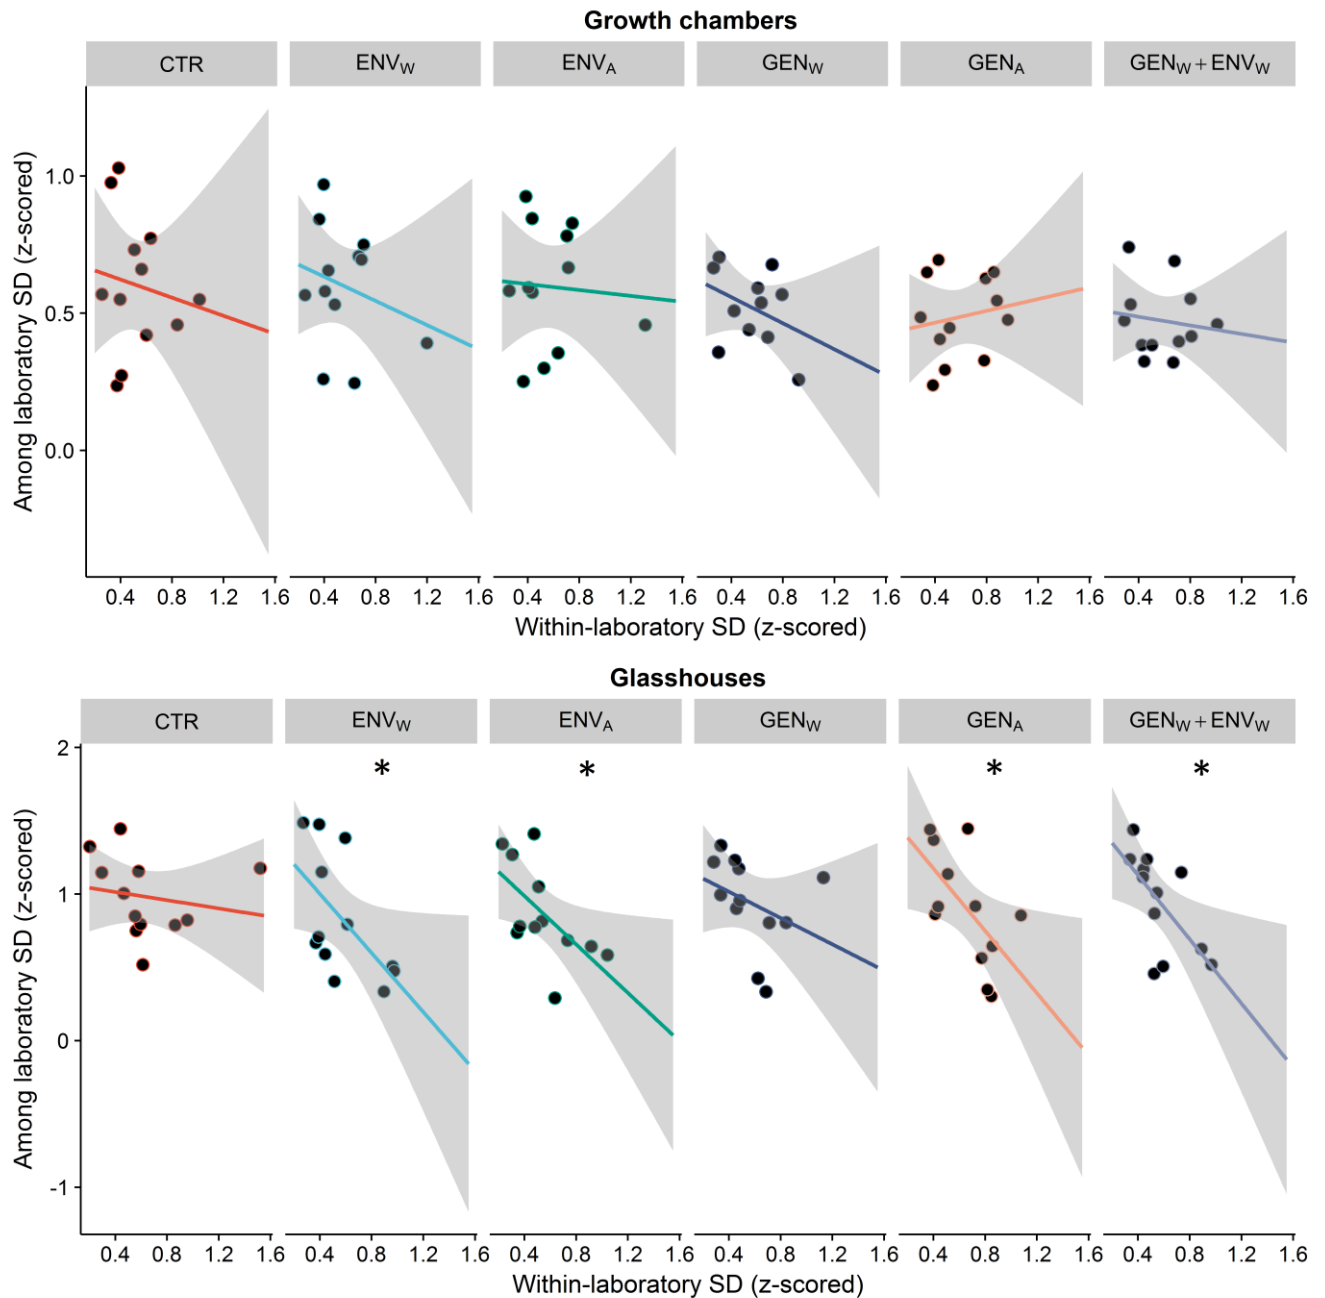 Growth chambers
CTR ENVW ENVA GENW GENA GENW + ENVW
Among laboratory SD (z-scored)
1.0
0.5
0.0
0.4 0.8 1.2 1.6 0.4 0.8 1.2 1.6 0.4 0.8 1.2 1.6 0.4 0.8 1.2 1.6 0.4 0.8 1.2 1.6 0.4 0.8 1.2 1.6
Within-laboratory SD (z-scored)
Glasshouses
CTR ENVW ENVA GENW GENA GENW + ENVW
* * * *
Among laboratory SD (z-scored)
2
1
0
-1
0.4 0.8 1.2 1.6 0.4 0.8 1.2 1.6 0.4 0.8 1.2 1.6 0.4 0.8 1.2 1.6 0.4 0.8 1.2 1.6 0.4 0.8 1.2 1.6
Within-laboratory SD (z-scored)